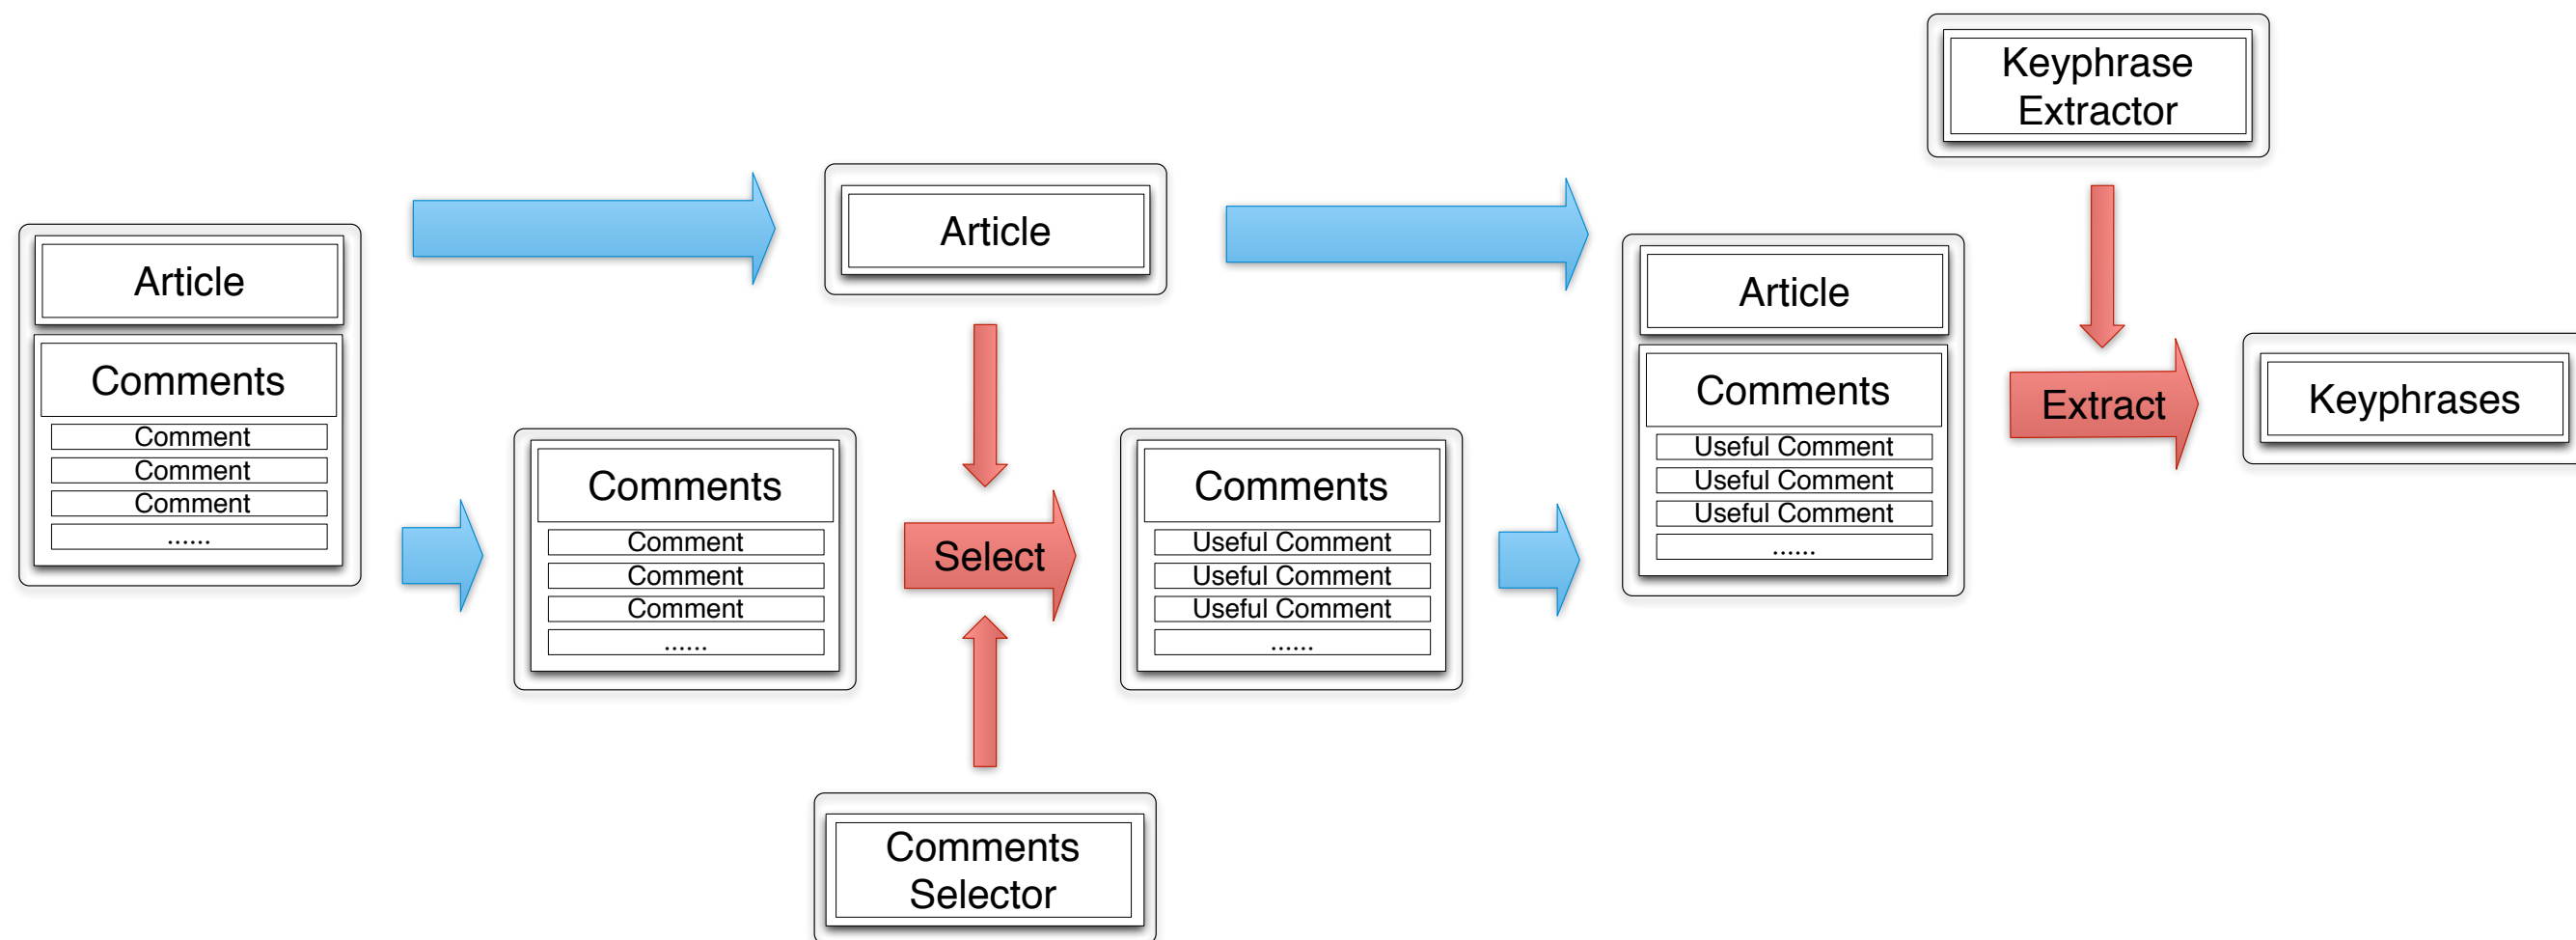 Article
Comments
Comment
Comment
Comment
......
Comments
Comment
Comment
Comment
......
Article
Select
Comments
Selector
Comments
Useful Comment
Useful Comment
Useful Comment
......
Article
Comments
Useful Comment
Useful Comment
Useful Comment
......
Keyphrase
Extractor
Extract
Keyphrases